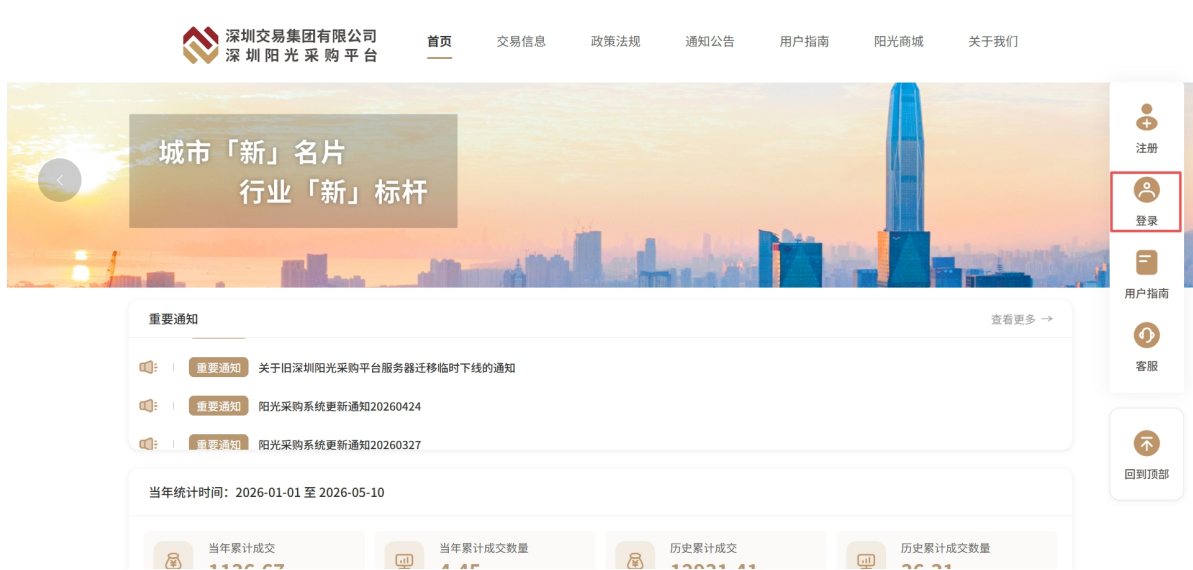 深圳交易集团有限公司
深圳阳光采购平台
首页 交易信息 政策法规 通知公告 用户指南 阳光商城 关于我们
城市「新」名片
行业「新」标杆
注册
登录
用户指南
客服
回到顶部
重要通知 查看更多 →
重要通知 关于旧深圳阳光采购平台服务器迁移临时下线的通知
重要通知 阳光采购系统更新通知20260424
重要通知 阳光采购系统更新通知20260327
当年统计时间：2026-01-01 至 2026-05-10
当年累计成交 当年累计成交数量 历史累计成交 历史累计成交数量